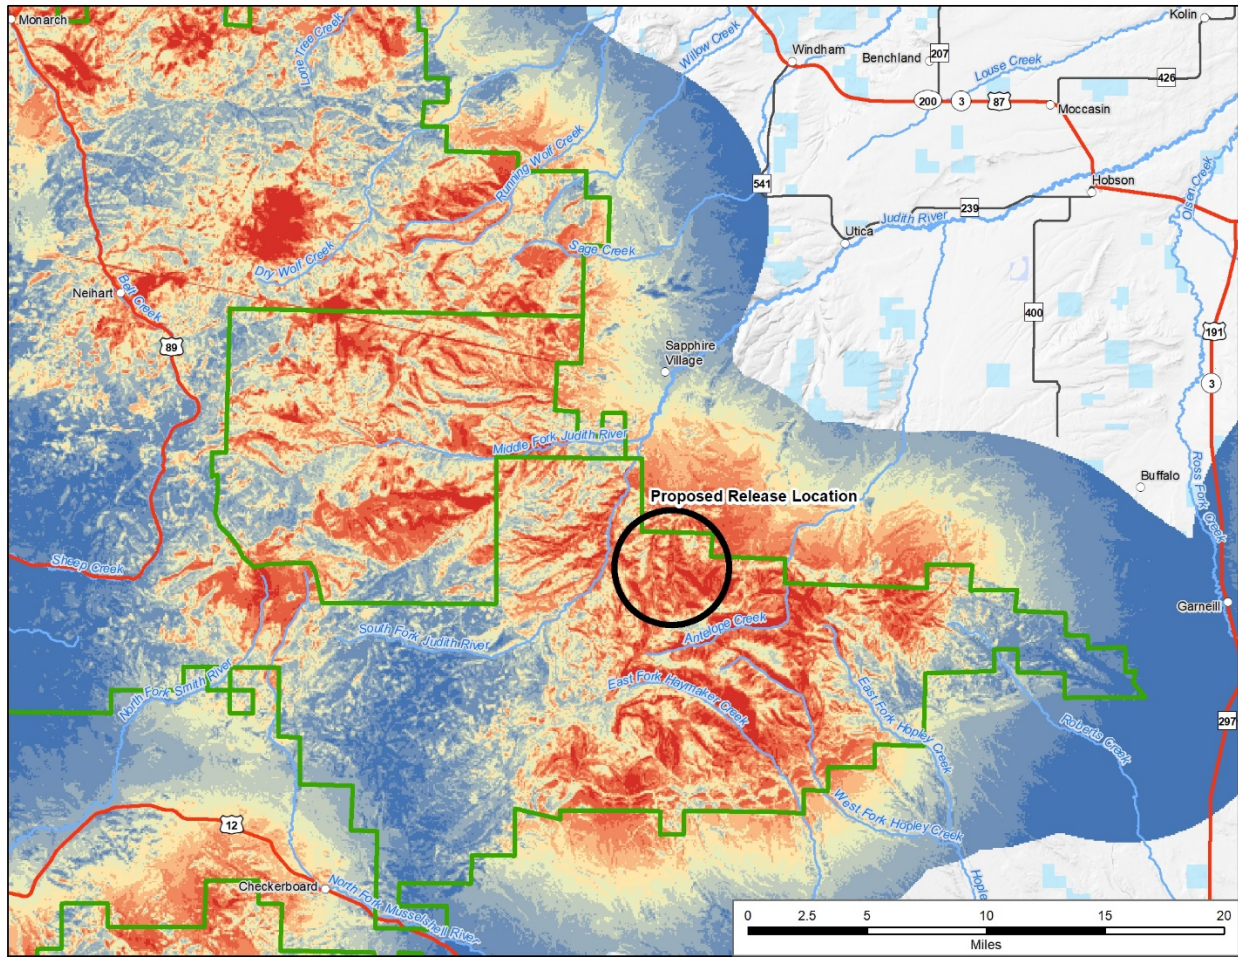 Monarch
Lone Tree Creek
Willow Creek
Windham
Benchland
207
Kolin
Louse Creek
426
200
3
87
Moccasin
Running Wolf Creek
541
Hobson
Olsen Creek
239
Judith River
Utica
Sage Creek
Dry Wolf Creek
Neihart
Belt Creek
89
400
191
3
Sapphire
Village
Middle Fork Judith River
Buffalo
Ross Fork Creek
Proposed Release Location
Sheep Creek
Garneill
South Fork Judith River
Antelope Creek
North Fork Smith River
East Fork Haymaker Creek
East Fork Hopley Creek
Roberts Creek
297
12
West Fork Hopley Creek
Checkerboard
North Fork Musselshell River
Hople
0 2.5 5 10 15 20
Miles